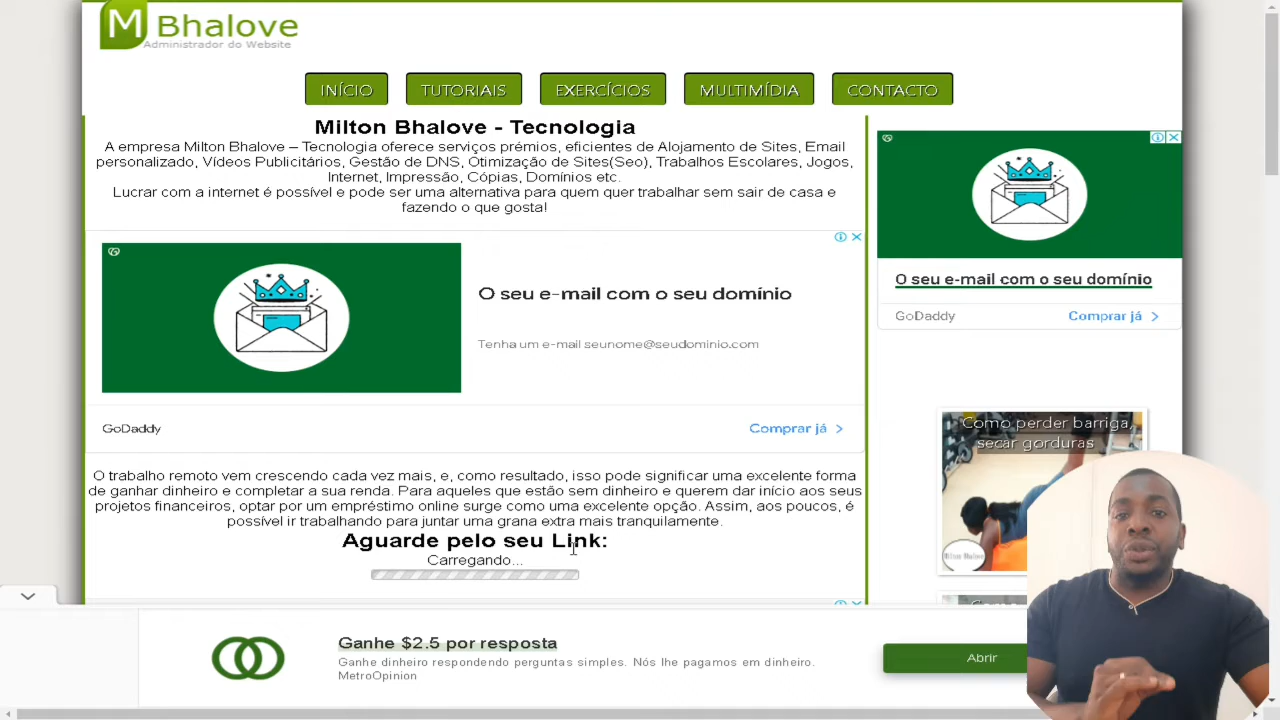 M Bhalove
Administrador do Website
INÍCIO
TUTORIAIS
EXERCÍCIOS
MULTIMÍDIA
CONTACTO
Milton Bhalove - Tecnologia
A empresa Milton Bhalove – Tecnologia oferece serviços prémios, eficientes de Alojamento de Sites, Email
personalizado, Vídeos Publicitários, Gestão de DNS, Otimização de Sites(Seo), Trabalhos Escolares, Jogos,
Internet, Impressão, Cópias, Domínios etc.
Lucrar com a internet é possível e pode ser uma alternativa para quem quer trabalhar sem sair de casa e
fazendo o que gosta!
O seu e-mail com o seu domínio
Tenha um e-mail seunome@seudominio.com
GoDaddy
Comprar já
O trabalho remoto vem crescendo cada vez mais, e, como resultado, isso pode significar uma excelente forma
de ganhar dinheiro e completar a sua renda. Para aqueles que estão sem dinheiro e querem dar início aos seus
projetos financeiros, optar por um empréstimo online surge como uma excelente opção. Assim, aos poucos, é
possível ir trabalhando para juntar uma grana extra mais tranquilamente.
Aguarde pelo seu Link:
Carregando...
O seu e-mail com o seu domínio
GoDaddy
Comprar já
Como perder barriga,
secar gorduras
Ganhe $2.5 por resposta
Ganhe dinheiro respondendo perguntas simples. Nós lhe pagamos em dinheiro.
MetroOpinion
Abrir